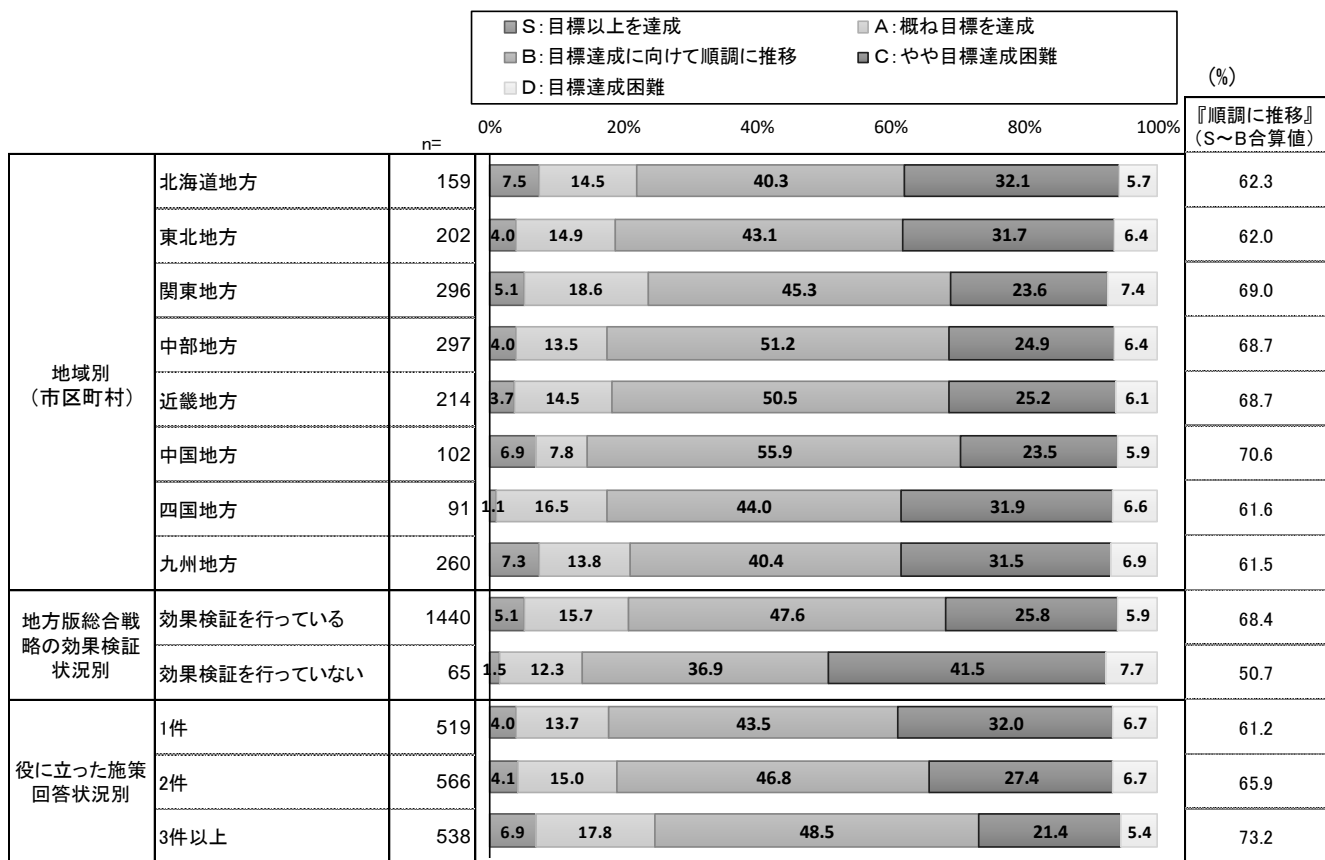 ■S:目標以上を達成 ■A:概ね目標を達成
■B:目標達成に向けて順調に推移 ■C:やや目標達成困難
□D:目標達成困難
(%)
n= 0% 20% 40% 60% 80% 100% 『順調に推移』
(S～B合算値)
地域別
(市区町村)
北海道地方 159 7.5 14.5 40.3 32.1 5.7 62.3
東北地方 202 4.0 14.9 43.1 31.7 6.4 62.0
関東地方 296 5.1 18.6 45.3 23.6 7.4 69.0
中部地方 297 4.0 13.5 51.2 24.9 6.4 68.7
近畿地方 214 3.7 14.5 50.5 25.2 6.1 68.7
中国地方 102 6.9 7.8 55.9 23.5 5.9 70.6
四国地方 91 1.1 16.5 44.0 31.9 6.6 61.6
九州地方 260 7.3 13.8 40.4 31.5 6.9 61.5
地方版総合戦
略の効果検証
状況別
効果検証を行っている 1440 5.1 15.7 47.6 25.8 5.9 68.4
効果検証を行っていない 65 1.5 12.3 36.9 41.5 7.7 50.7
役に立った施策
回答状況別
1件 519 4.0 13.7 43.5 32.0 6.7 61.2
2件 566 4.1 15.0 46.8 27.4 6.7 65.9
3件以上 538 6.9 17.8 48.5 21.4 5.4 73.2